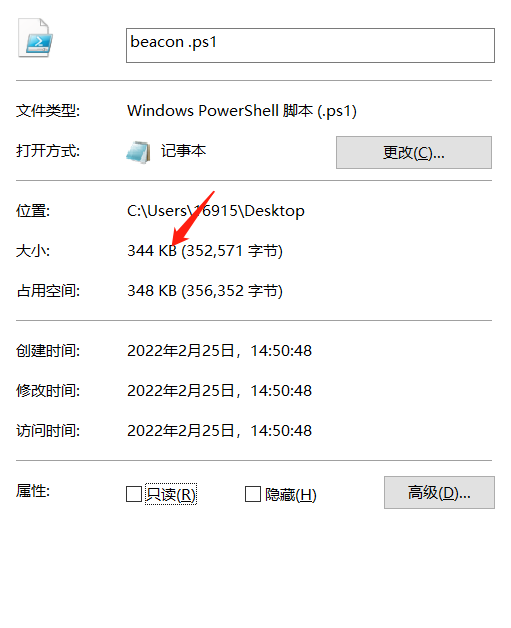 beacon .ps1
文件类型: Windows PowerShell 脚本 (.ps1)
打开方式: 记事本 更改(C)...
位置: C:\Users\16915\Desktop
大小: 344 KB (352,571 字节)
占用空间: 348 KB (356,352 字节)
创建时间: 2022年2月25日，14:50:48
修改时间: 2022年2月25日，14:50:48
访问时间: 2022年2月25日，14:50:48
属性: 只读(R) 隐藏(H) 高级(D)...